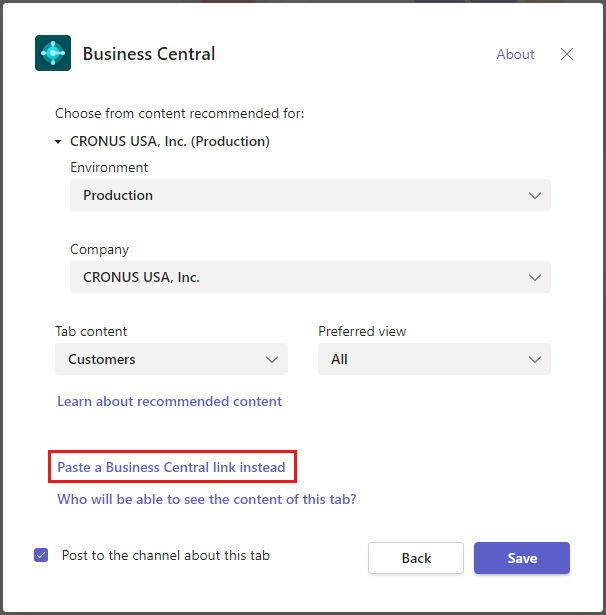 Business Central
About
Choose from content recommended for:
CRONUS USA, Inc. (Production)
Environment
Production
Company
CRONUS USA, Inc.
Tab content
Preferred view
Customers
All
Learn about recommended content
Paste a Business Central link instead
Who will be able to see the content of this tab?
Post to the channel about this tab
Back
Save